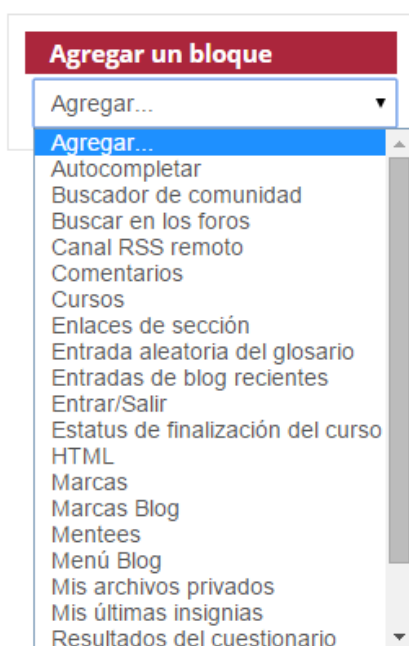 Agregar un bloque
Agregar...
Agregar...
Autocompletar
Buscador de comunidad
Buscar en los foros
Canal RSS remoto
Comentarios
Cursos
Enlaces de sección
Entrada aleatoria del glosario
Entradas de blog recientes
Entrar/Salir
Estatus de finalización del curso
HTML
Marcas
Marcas Blog
Mentees
Menú Blog
Mis archivos privados
Mis últimas insignias
Resultados del cuestionario